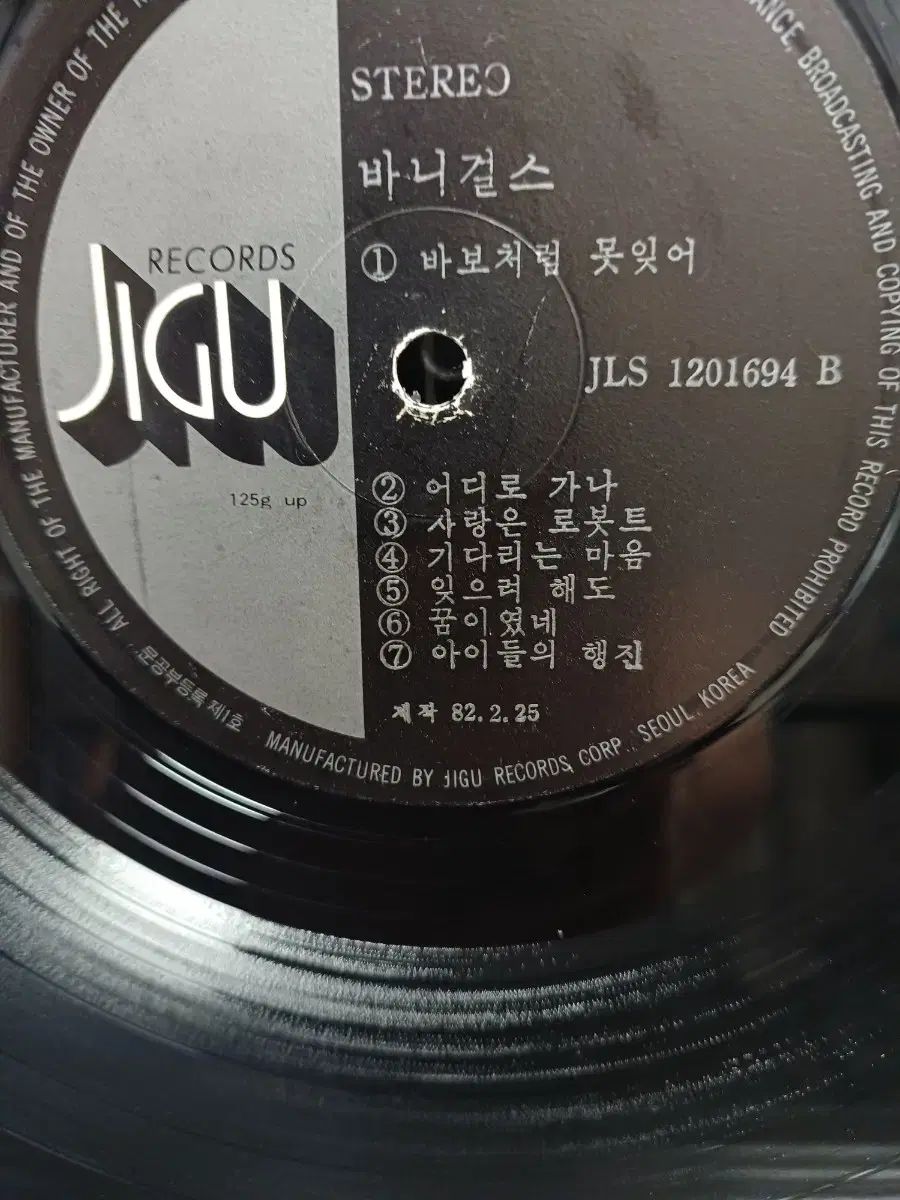 STEREO
바니걸스
① 바보처럼 못잊어
RECORDS
JIGU
JLS 1201694 B
125g up
② 어디로 가나
③ 사랑은 로봇트
④ 기다리는 마음
⑤ 잊으려 해도
⑥ 꿈이였네
⑦ 아이들의 행진
제작 82.2.25
문공부등록 제1호
MANUFACTURED BY JIGU RECORDS, CORP. SEOUL, KOREA
ALL RIGHT OF THE MANUFACTURER AND OF THE OWNER OF THE
BROADCASTING AND COPYING OF THIS RECORD PROHIBITED